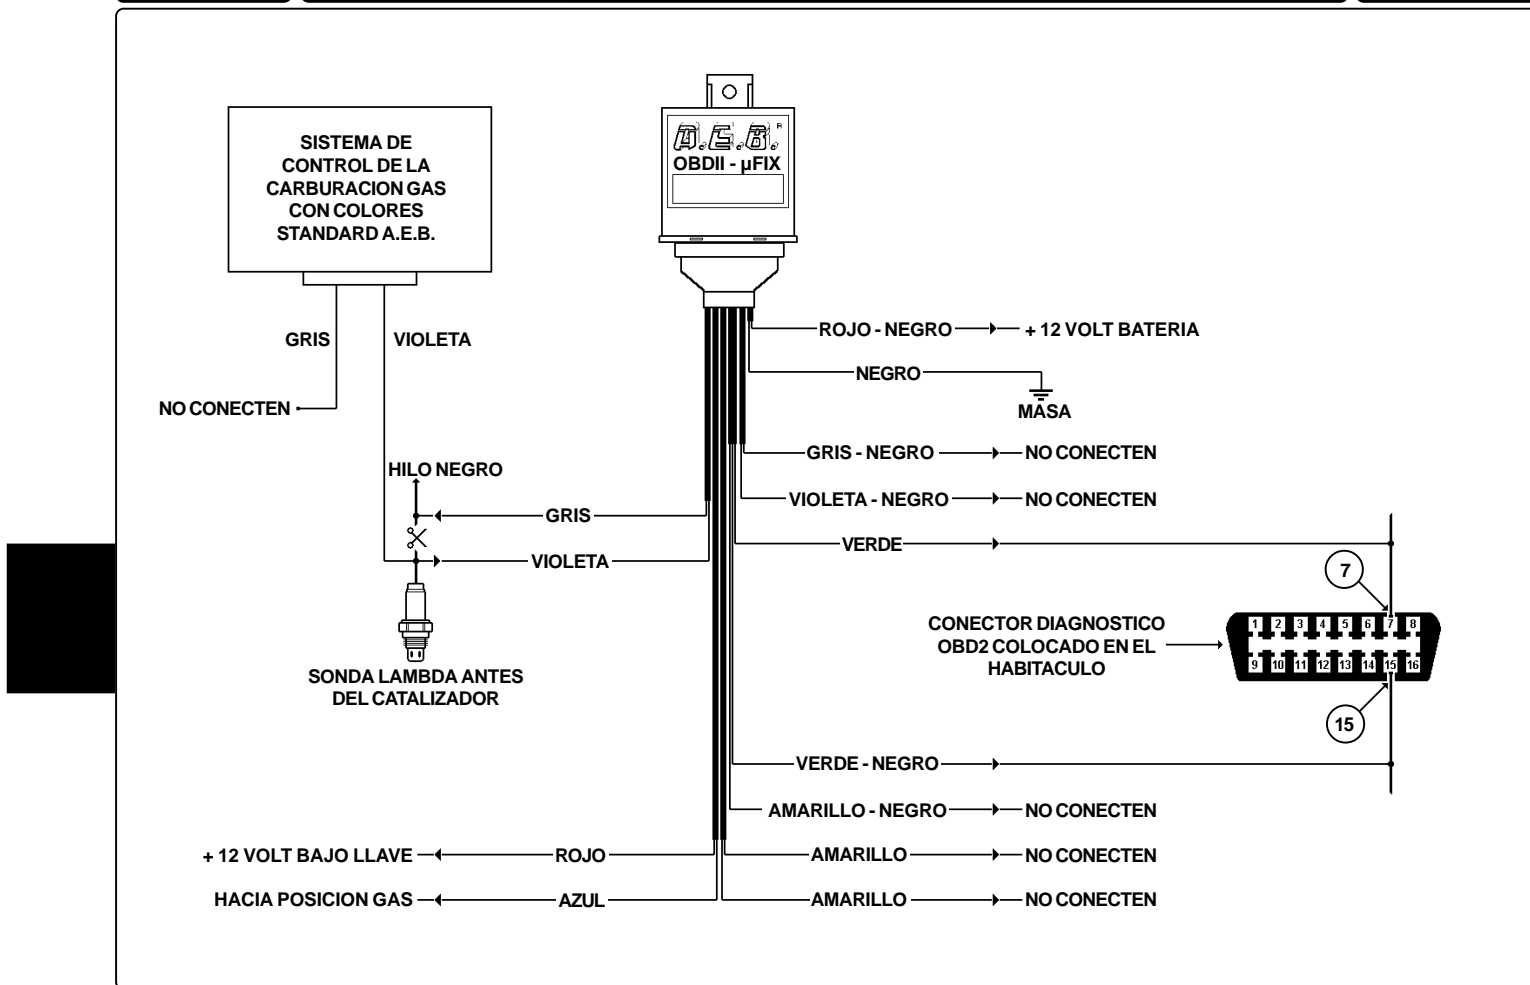 SISTEMA DE
CONTROL DE LA
CARBURACION GAS
CON COLORES
STANDARD A.E.B.
A.E.B.®
OBDII - µFIX
GRIS
VIOLETA
NO CONECTEN
ROJO - NEGRO
+ 12 VOLT BATERIA
NEGRO
MASA
GRIS - NEGRO
NO CONECTEN
HILO NEGRO
VIOLETA - NEGRO
NO CONECTEN
GRIS
VERDE
VIOLETA
7
CONECTOR DIAGNOSTICO
OBD2 COLOCADO EN EL
HABITACULO
1 2 3 4 5 6 7 8
9 10 11 12 13 14 15 16
SONDA LAMBDA ANTES
DEL CATALIZADOR
15
VERDE - NEGRO
AMARILLO - NEGRO
NO CONECTEN
+ 12 VOLT BAJO LLAVE
ROJO
AMARILLO
NO CONECTEN
HACIA POSICION GAS
AZUL
AMARILLO
NO CONECTEN